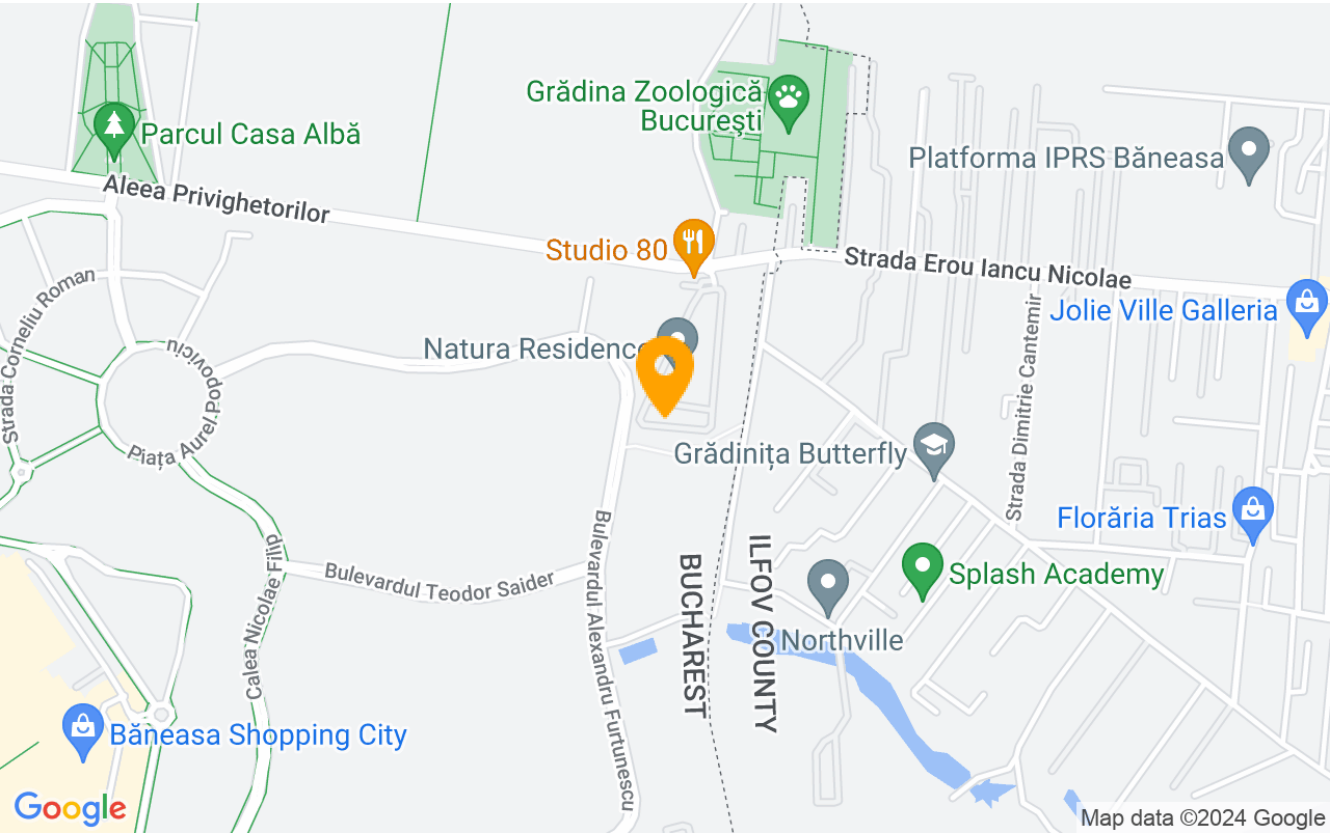 Grădina Zoologică
București
Parcul Casa Albă
Platforma IPRS Băneasa
Aleea Privighetorilor
Studio 80
Strada Erou Iancu Nicolae
Jolie Ville Galleria
Strada Corneliu Roman
Natura Residence
Piața Aurel Popoviciu
Strada Dimitrie Cantemir
Grădinița Butterfly
Florăria Trias
Bulevardul Teodor Saider
Calea Nicolae Filip
Bulevardul Alexandru Furtunescu
BUCHAREST
ILFOV COUNTY
Splash Academy
Northville
Băneasa Shopping City
Google
Map data ©2024 Google